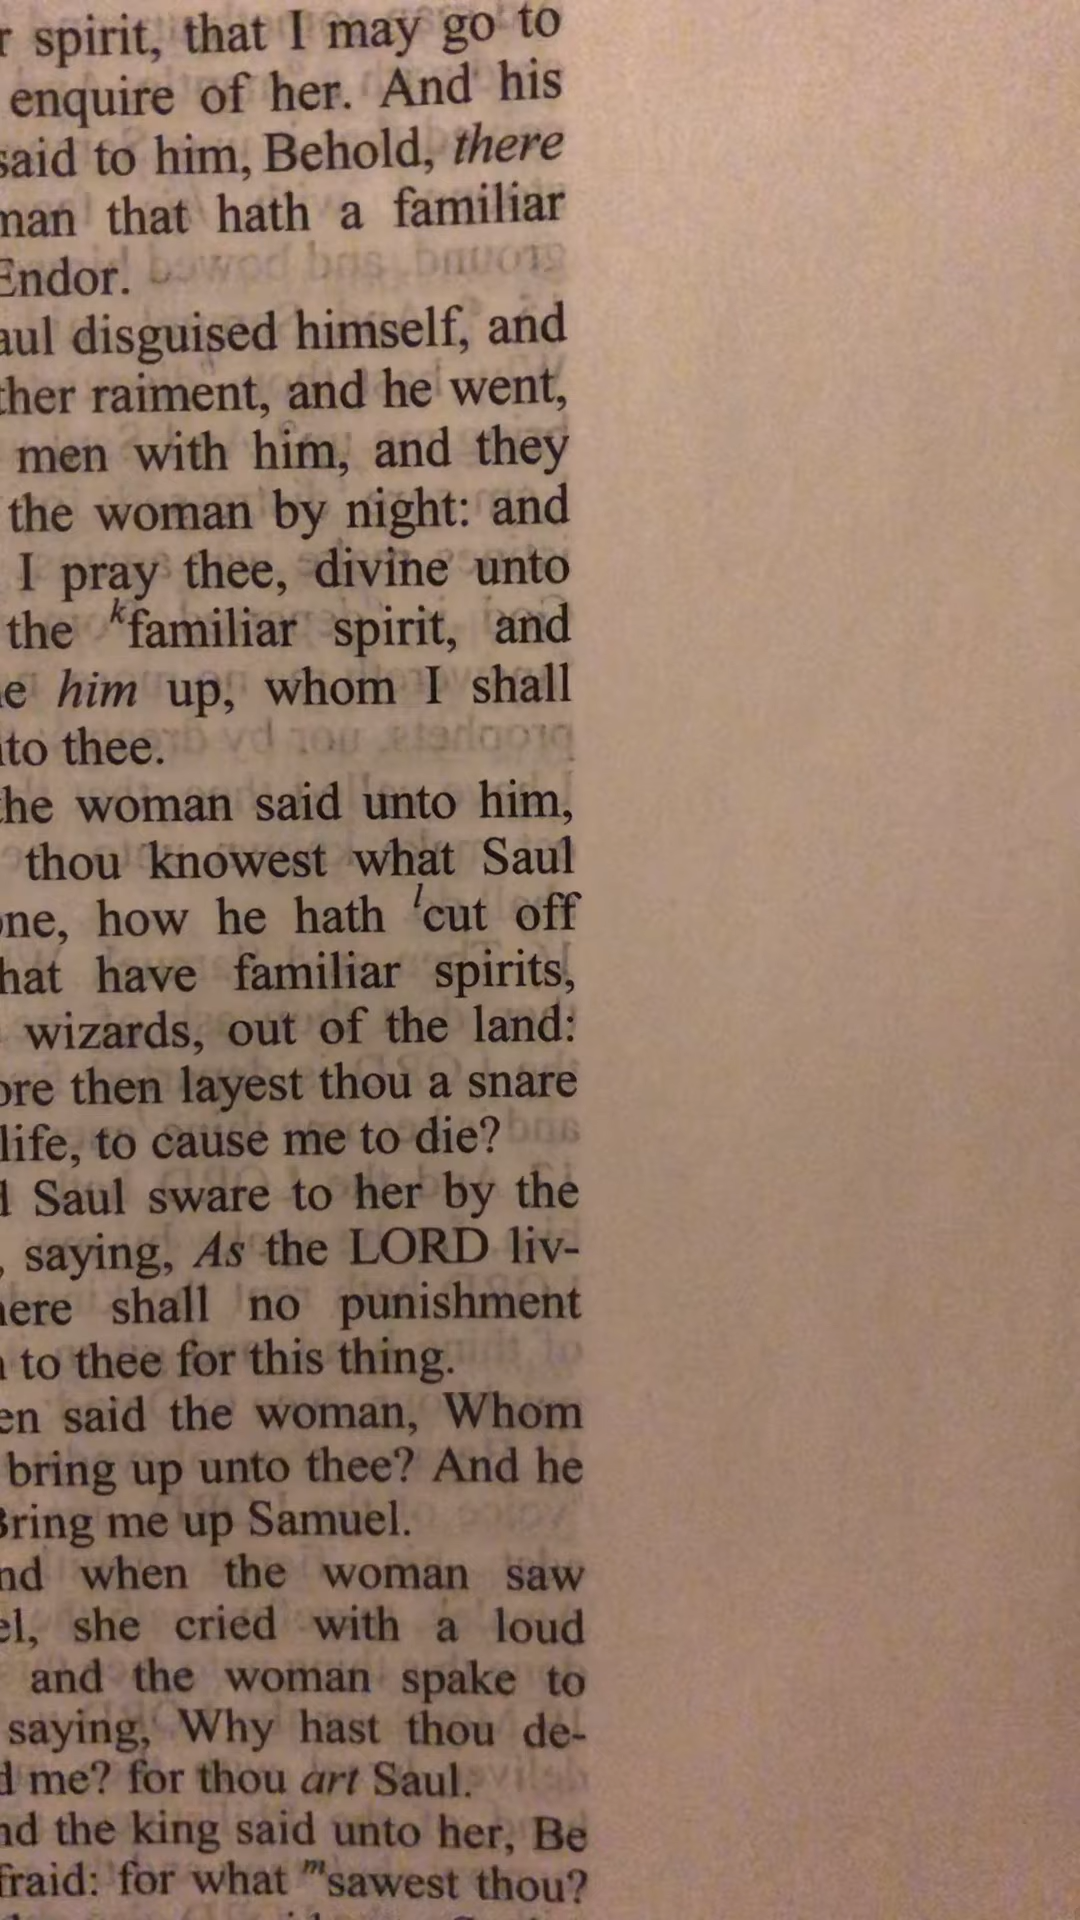 r spirit, that I may go to
enquire of her. And his
said to him, Behold, there
man that hath a familiar
Endor.
aul disguised himself, and
ther raiment, and he went,
men with him, and they
the woman by night: and
I pray thee, divine unto
the kfamiliar spirit, and
e him up, whom I shall
to thee.
he woman said unto him,
thou knowest what Saul
ne, how he hath lcut off
hat have familiar spirits,
wizards, out of the land:
ore then layest thou a snare
life, to cause me to die?
Saul sware to her by the
, saying, As the LORD liv-
ere shall no punishment
to thee for this thing.
en said the woman, Whom
bring up unto thee? And he
Bring me up Samuel.
nd when the woman saw
el, she cried with a loud
and the woman spake to
saying, Why hast thou de-
d me? for thou art Saul.
nd the king said unto her, Be
fraid: for what msawest thou?